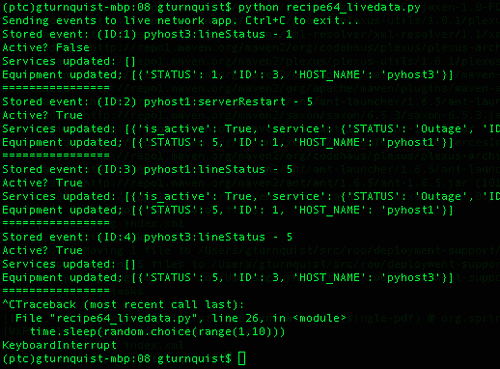 (ptc)gturnquist-mbp:08 gturnquist$ python recipe64_livedata.py
Sending events to live network app. Ctrl+C to exit...
Stored event: (ID:1) pyhost3:lineStatus - 1
Active? False
Services updated: []
Equipment updated; [{'STATUS': 1, 'ID': 3, 'HOST_NAME': 'pyhost3'}]
================
Stored event: (ID:2) pyhost1:serverRestart - 5
Active? True
Services updated: [{'is_active': True, 'service': {'STATUS': 'Outage', 'ID
Equipment updated; [{'STATUS': 5, 'ID': 1, 'HOST_NAME': 'pyhost1'}]
================
Stored event: (ID:3) pyhost1:lineStatus - 5
Active? True
Services updated: [{'is_active': True, 'service': {'STATUS': 'Outage', 'ID
Equipment updated; [{'STATUS': 5, 'ID': 1, 'HOST_NAME': 'pyhost1'}]
================
Stored event: (ID:4) pyhost3:lineStatus - 5
Active? True
Services updated: []
Equipment updated; [{'STATUS': 5, 'ID': 3, 'HOST_NAME': 'pyhost3'}]
================
^CTraceback (most recent call last):
  File "recipe64_livedata.py", line 26, in <module>
    time.sleep(random.choice(range(1,10)))
KeyboardInterrupt
(ptc)gturnquist-mbp:08 gturnquist$